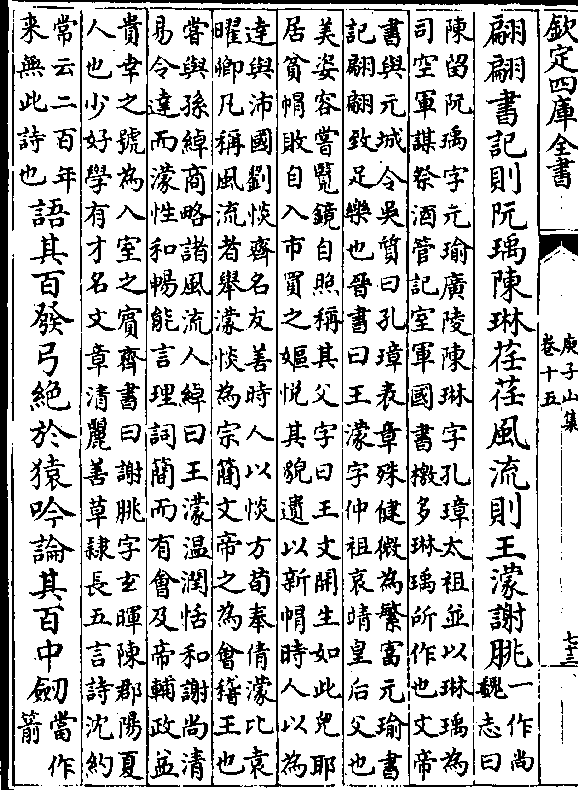 欽定四庫全書
庾子山集
卷十五
七十三
翩翩書記則阮瑀陳琳茬茬風流則王濛謝朓
一作尚
魏志曰
陳留阮瑀字元瑜廣陵陳琳字孔璋太祖並以琳瑀為
司空軍謀祭酒管記室軍國書檄多琳瑀所作也文帝
書與元城令吳質曰孔璋表章殊健微為繁富元瑜書
記翩翩致足樂也晉書曰王濛字仲祖哀靖皇后父也
美姿容嘗覽鏡自照稱其父字曰王文開生如此兒耶
居貧帽敗自入市買之嫗悅其貌遺以新帽時人以為
達與沛國劉惔齊名友善時人以惔方荀奉倩濛比袁
曜卿凡稱風流者舉濛惔為宗簡文帝之為會稽王也
嘗與孫綽商略諸風流人綽曰王濛温潤恬和謝尚清
易令達而濛性和暢能言理詞簡而有會及帝輔政益
貴幸之號為入室之賓齊書曰謝朓字玄暉陳郡陽夏
人也少好學有才名文章清麗善草隸長五言詩沈約
常云二百年
来無此詩也
語其百發弓絶於猿吟論其百中劒
當作
箭